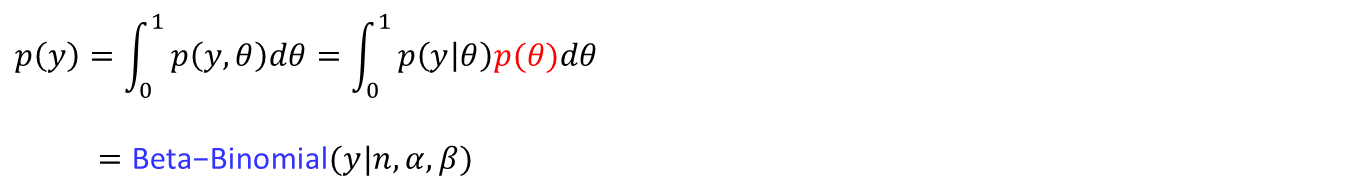 p(y) = ∫₀¹ p(y, θ)dθ = ∫₀¹ p(y|θ)p(θ)dθ
= Beta−Binomial(y|n, α, β)